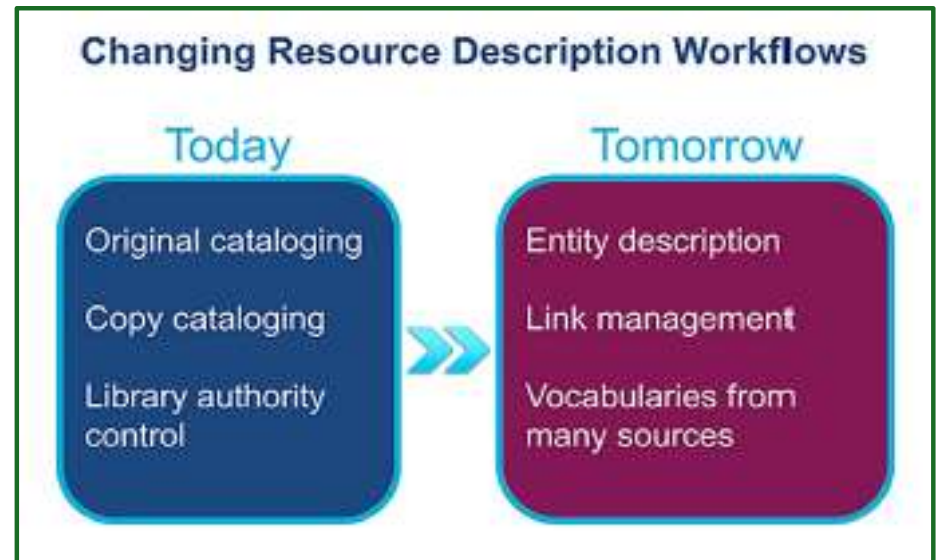 Changing Resource Description Workflows
Today
Original cataloging
Copy cataloging
Library authority
control
Tomorrow
Entity description
Link management
Vocabularies from
many sources